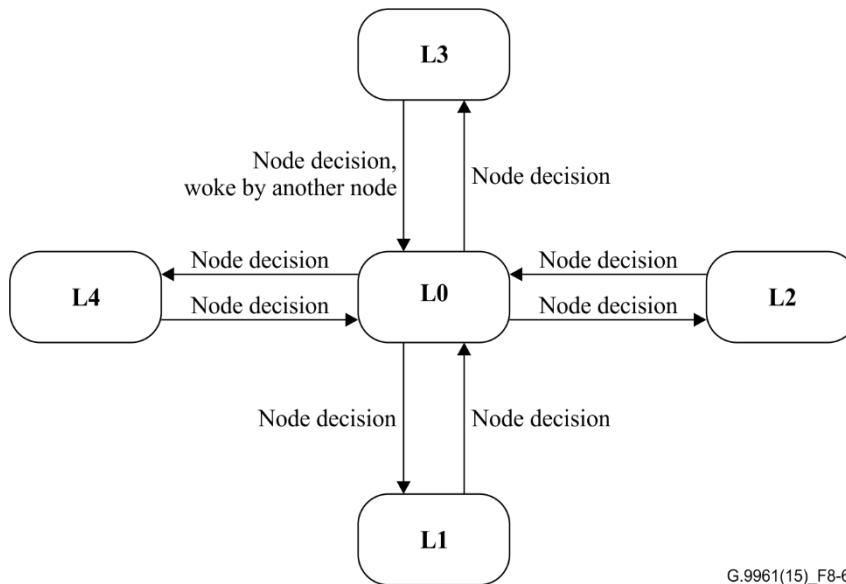 L3
Node decision,
woke by another node
Node decision
Node decision
Node decision
L4
L0
L2
Node decision
Node decision
Node decision
Node decision
L1
G.9961(15)_F8-6